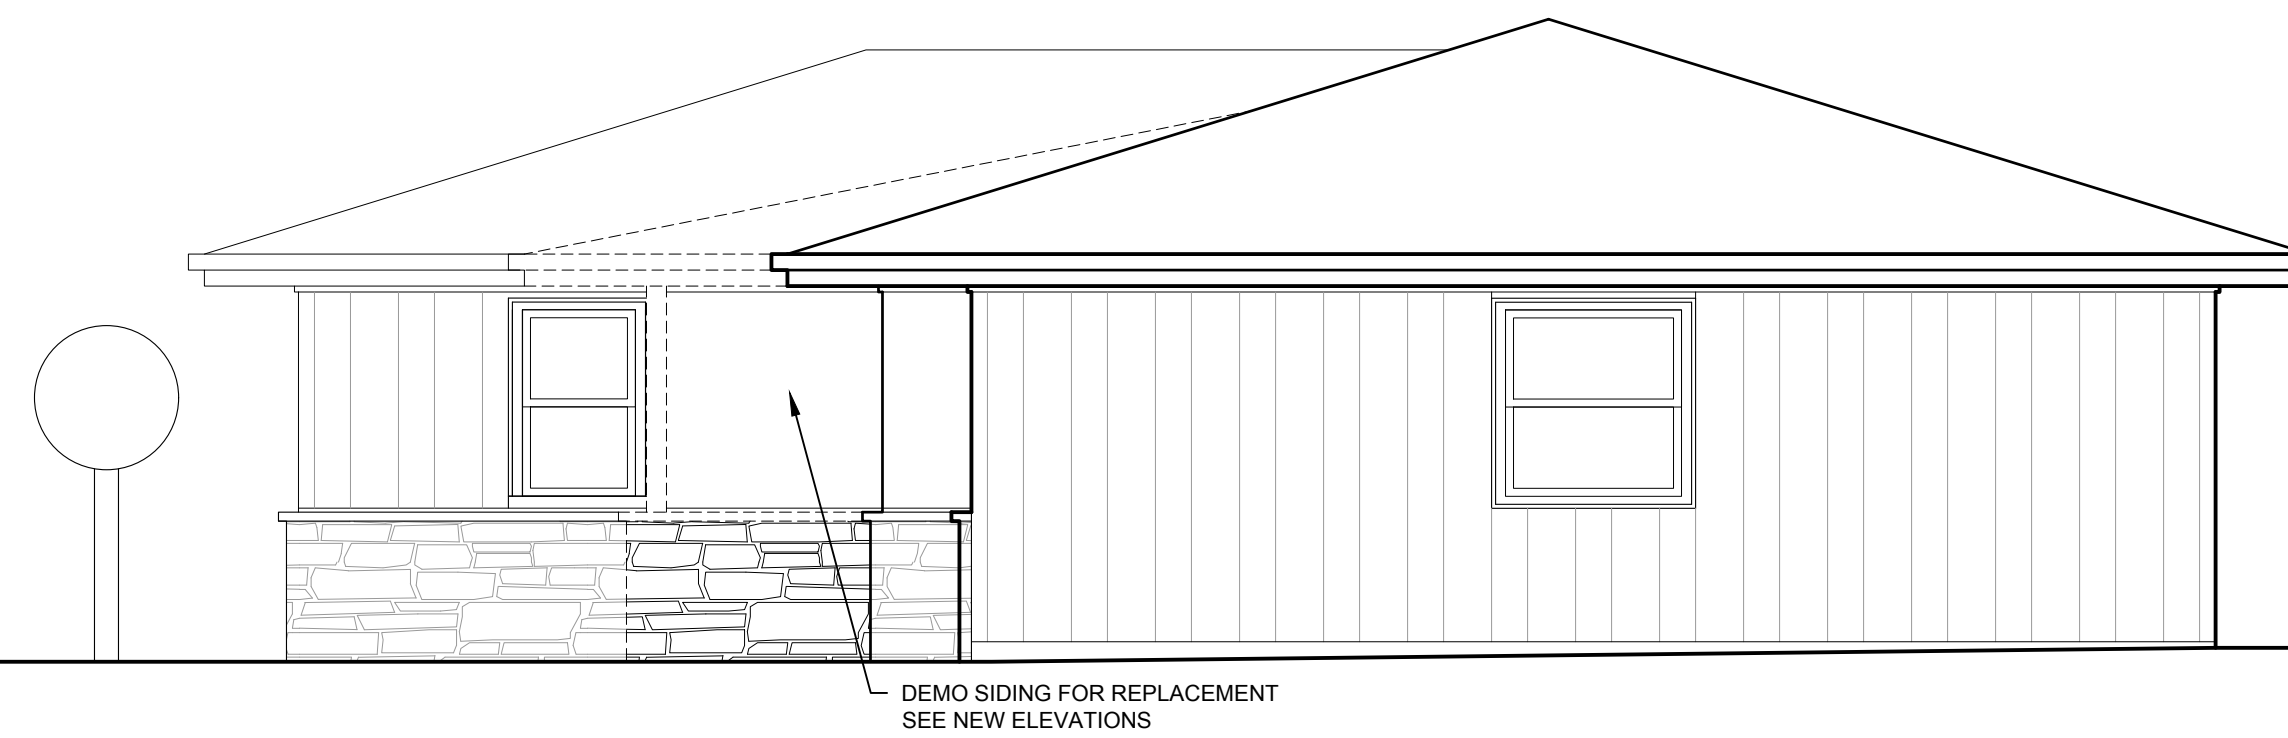 DEMO SIDING FOR REPLACEMENT
SEE NEW ELEVATIONS